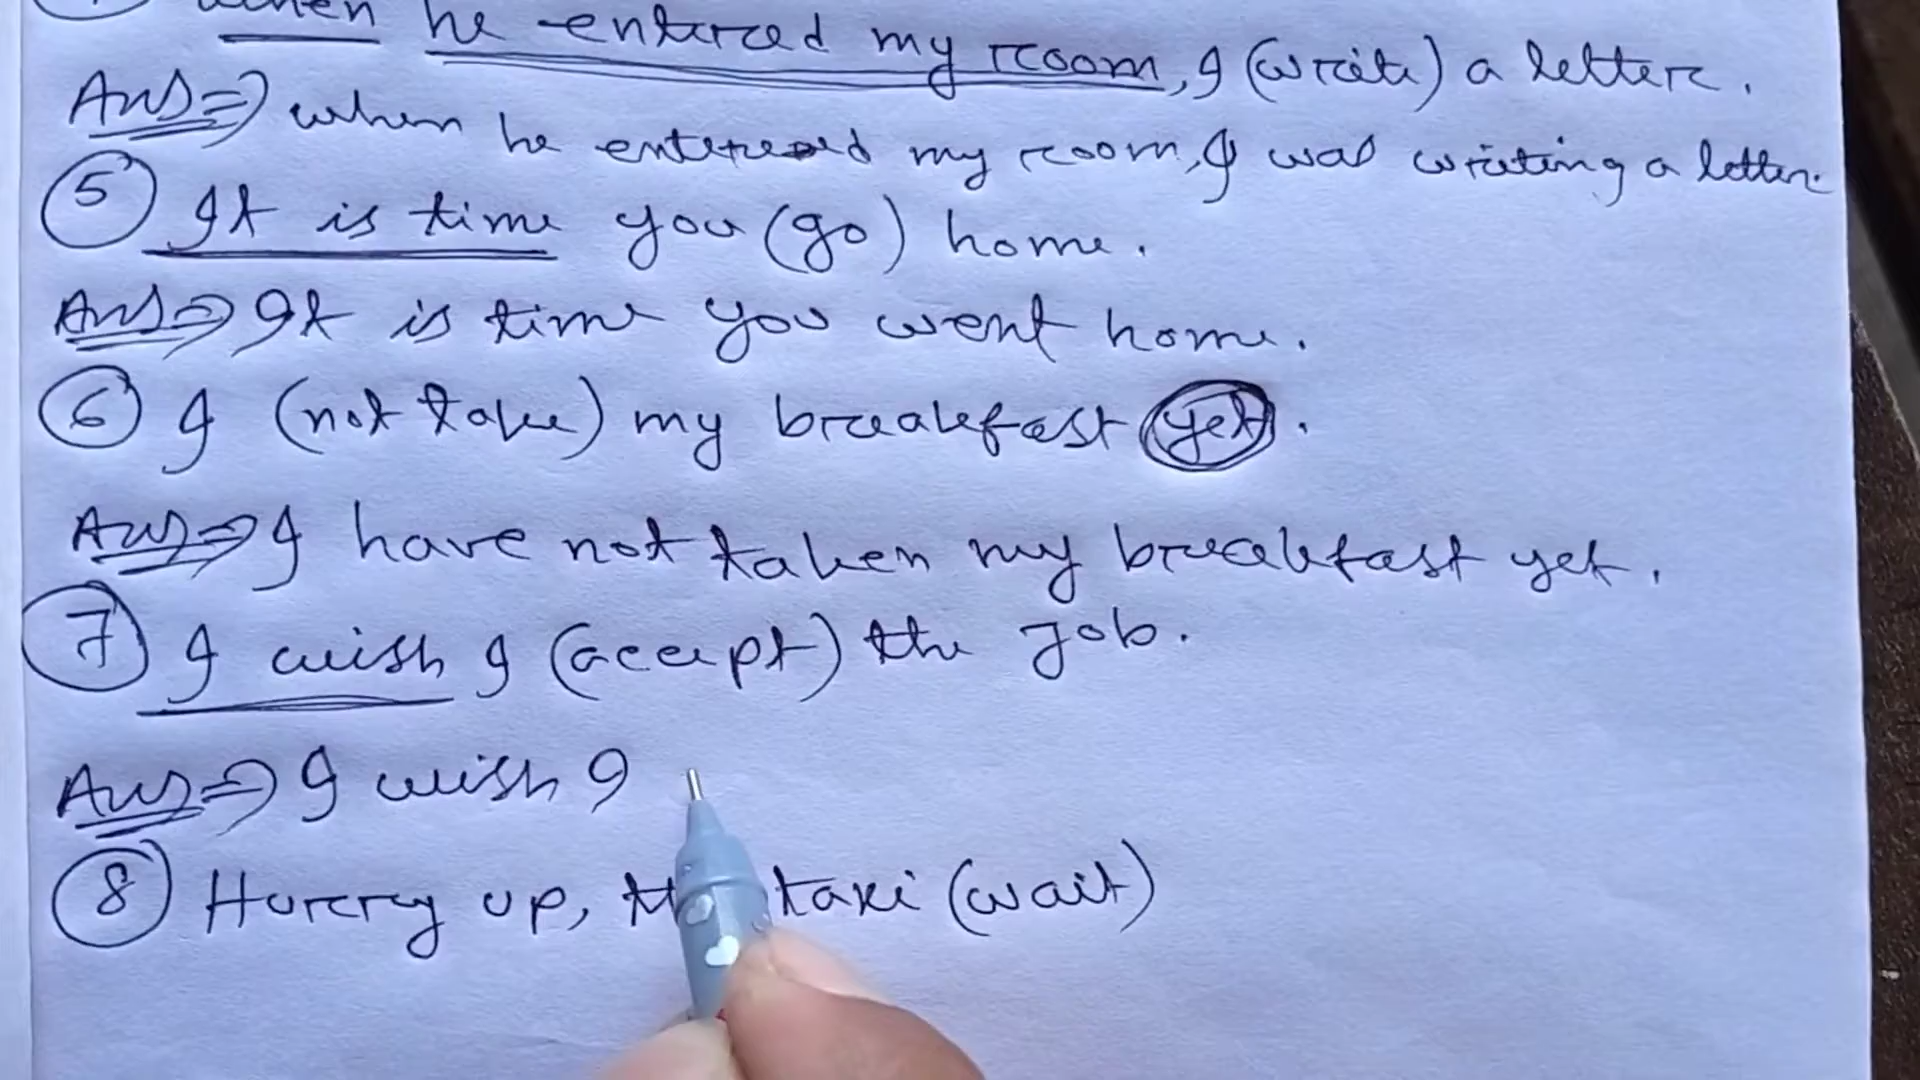 when he entered my room, I (write) a letter.
Ans⇒ when he entered my room, I was writing a letter.
5 It is time you (go) home.
Ans⇒ It is time you went home.
6 I (not take) my breakfast yet.
Ans⇒ I have not taken my breakfast yet.
7 I wish I (accept) the job.
Ans⇒ I wish I
8 Hurry up, taxi (wait)